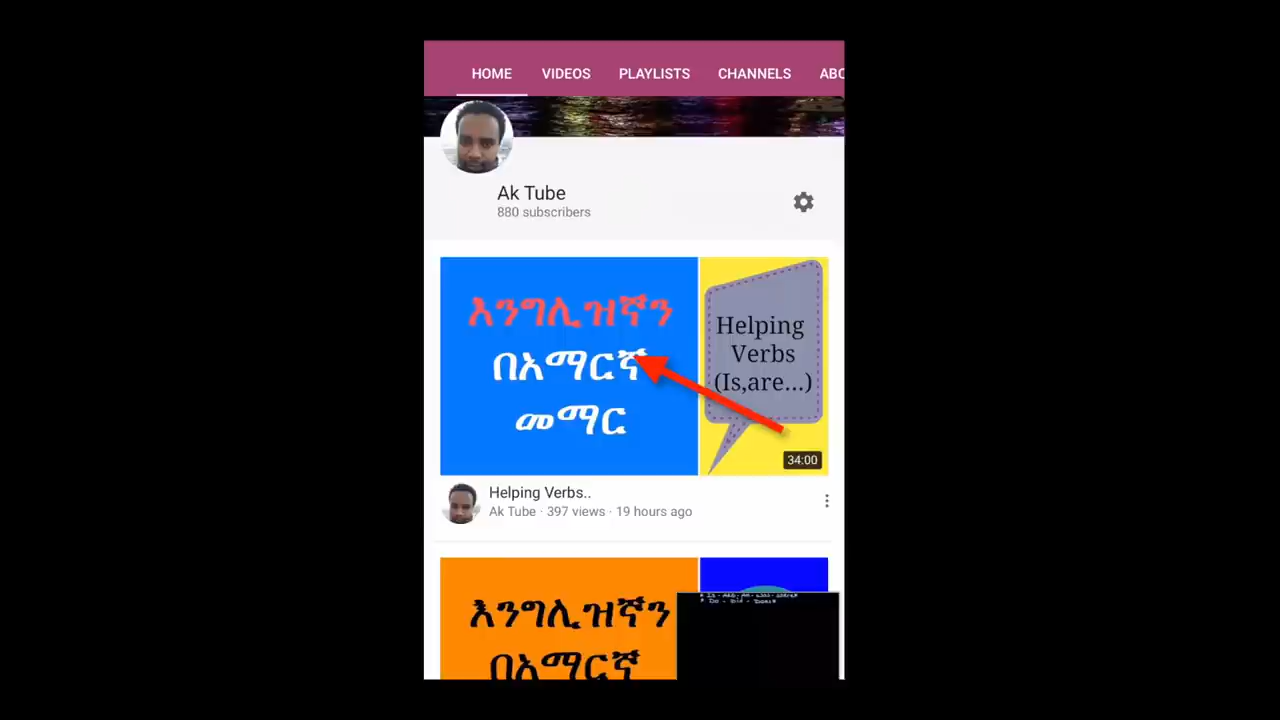 HOME VIDEOS PLAYLISTS CHANNELS ABO
Ak Tube
880 subscribers
እንግሊዝኛን
በአማርኛ
መማር
Helping
Verbs
(Is,are...)
34:00
Helping Verbs..
Ak Tube · 397 views · 19 hours ago
እንግሊዝኛን
በአማርኛ